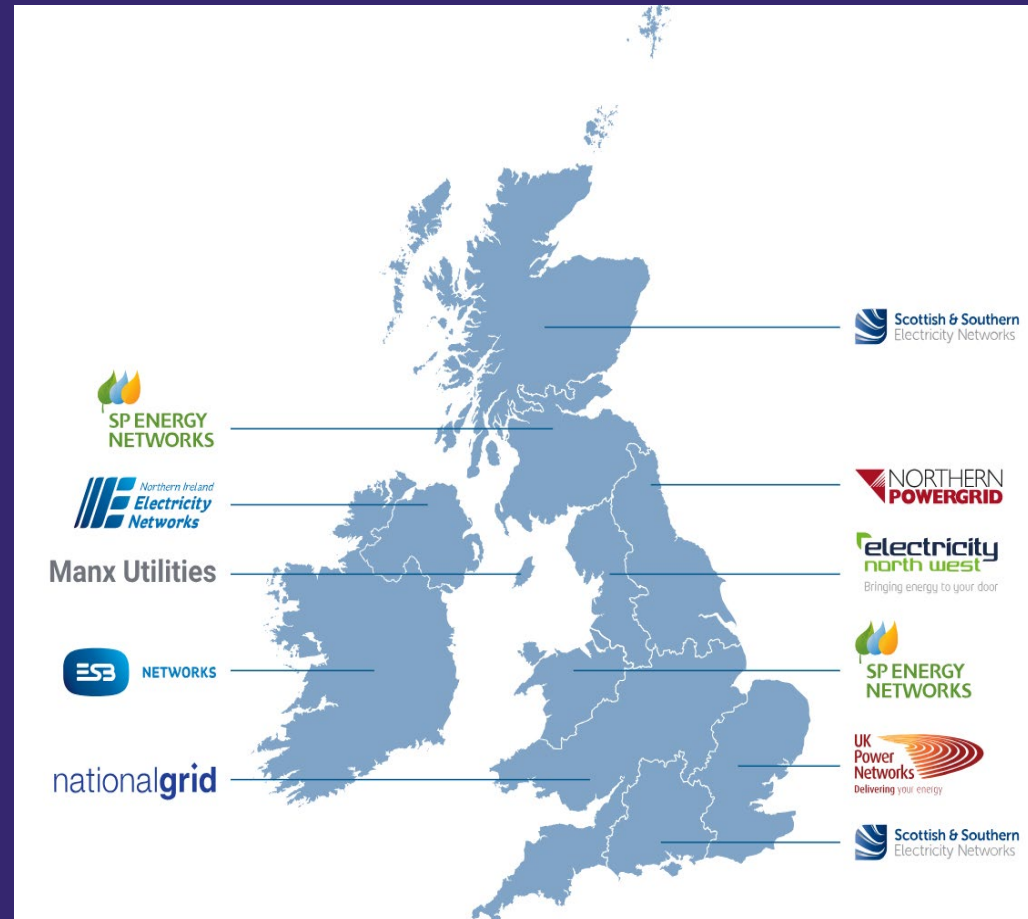 Scottish & Southern
Electricity Networks
SP ENERGY
NETWORKS
NORTHERN
POWERGRID
Northern Ireland
Electricity
Networks
electricity
north west
Bringing energy to your door
Manx Utilities
SP ENERGY
NETWORKS
ESB NETWORKS
UK
Power
Networks
Delivering your energy
nationalgrid
Scottish & Southern
Electricity Networks